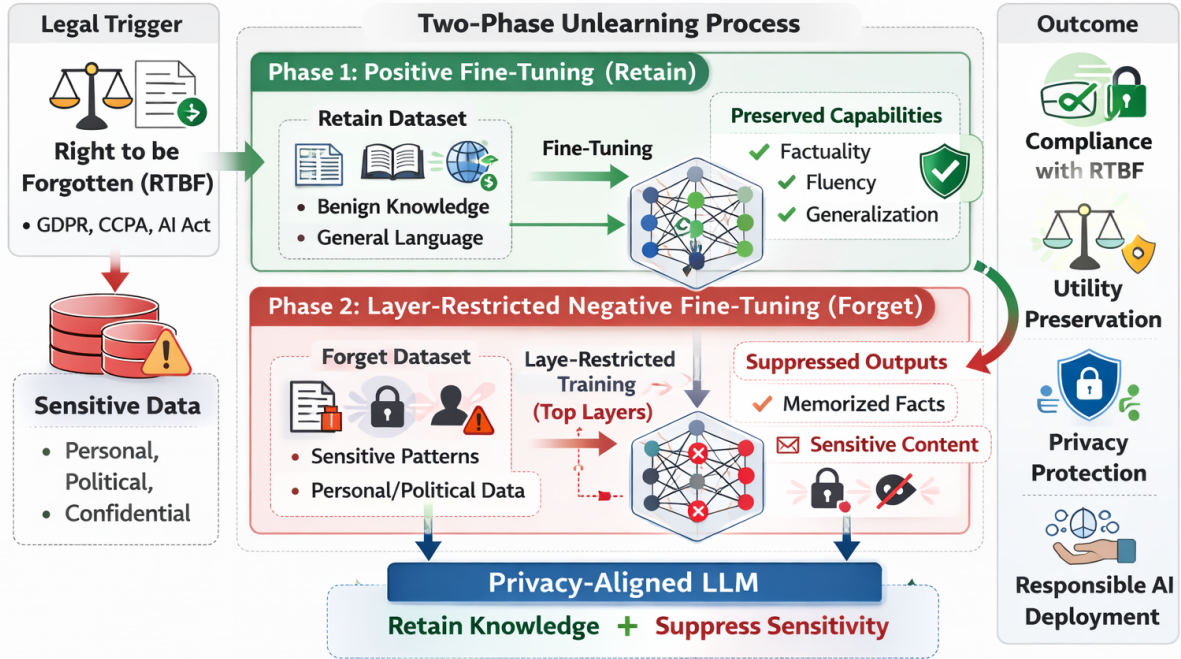 Legal Trigger
Right to be
Forgotten (RTBF)
• GDPR, CCPA, AI Act
Sensitive Data
• Personal,
Political,
• Confidential
Two-Phase Unlearning Process
Phase 1: Positive Fine-Tuning (Retain)
Retain Dataset
• Benign Knowledge
• General Language
Fine-Tuning
Preserved Capabilities
Factuality
Fluency
Generalization
Phase 2: Layer-Restricted Negative Fine-Tuning (Forget)
Forget Dataset
• Sensitive Patterns
• Personal/Political Data
Laye-Restricted
Training
(Top Layers)
Suppressed Outputs
Memorized Facts
Sensitive Content
Privacy-Aligned LLM
Retain Knowledge + Suppress Sensitivity
Outcome
Compliance
with RTBF
Utility
Preservation
Privacy
Protection
Responsible AI
Deployment